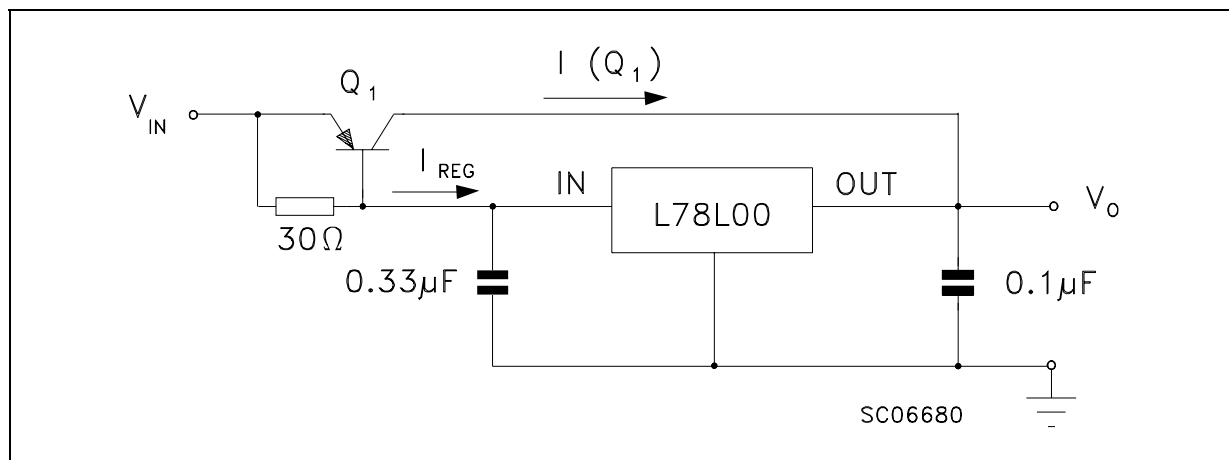 I (Q1)
Q1
VIN
IREG
IN
OUT
L78L00
VO
30Ω
0.33µF
0.1µF
SC06680